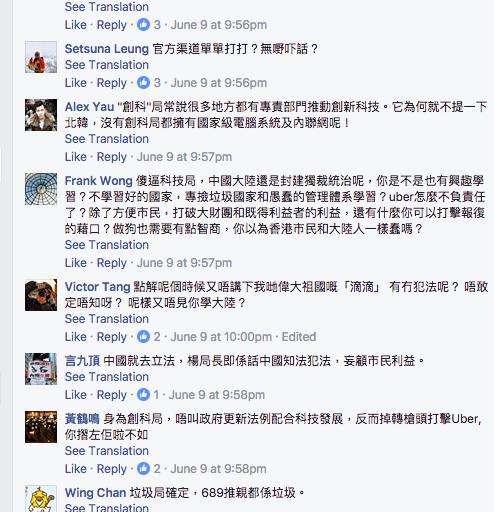 See Translation
Like · Reply · 3 · June 9 at 9:56pm
Setsuna Leung 官方渠道單單打打？無嘢吓話？
See Translation
Like · Reply · 3 · June 9 at 9:56pm
Alex Yau "創科"局常說很多地方都有專責部門推動創新科技。它為何就不提一下
北韓，沒有創科局都擁有國家級電腦系統及內聯網呢！
See Translation
Like · Reply · June 9 at 9:57pm
Frank Wong 傻逼科技局，中國大陸還是封建獨裁統治呢，你是不是也有興趣學
習？不學習好的國家，專撿垃圾國家和愚蠢的管理體系學習？uber怎麼不負責任
了？除了方便市民，打破大財團和既得利益者的利益，還有什麼你可以打擊報復
的藉口？做狗也需要有點智商，你以為香港市民和大陸人一樣蠢嗎？
See Translation
Like · Reply · June 9 at 9:57pm
Victor Tang 點解呢個時候又唔講下我哋偉大祖國嘅「滴滴」 有冇犯法呢？ 唔敢
定唔知呀？ 呢樣又唔見你學大陸？
See Translation
Like · Reply · 2 · June 9 at 10:00pm · Edited
言九頂 中國就去立法，楊局長即係話中國知法犯法，妄顧市民利益。
See Translation
Like · Reply · 1 · June 9 at 9:58pm
黃鶴鳴 身為創科局，唔叫政府更新法例配合科技發展，反而掉轉槍頭打擊Uber,
你摺左佢啦不如
See Translation
Like · Reply · 2 · June 9 at 9:58pm
Wing Chan 垃圾局確定，689推親都係垃圾。
See Translation